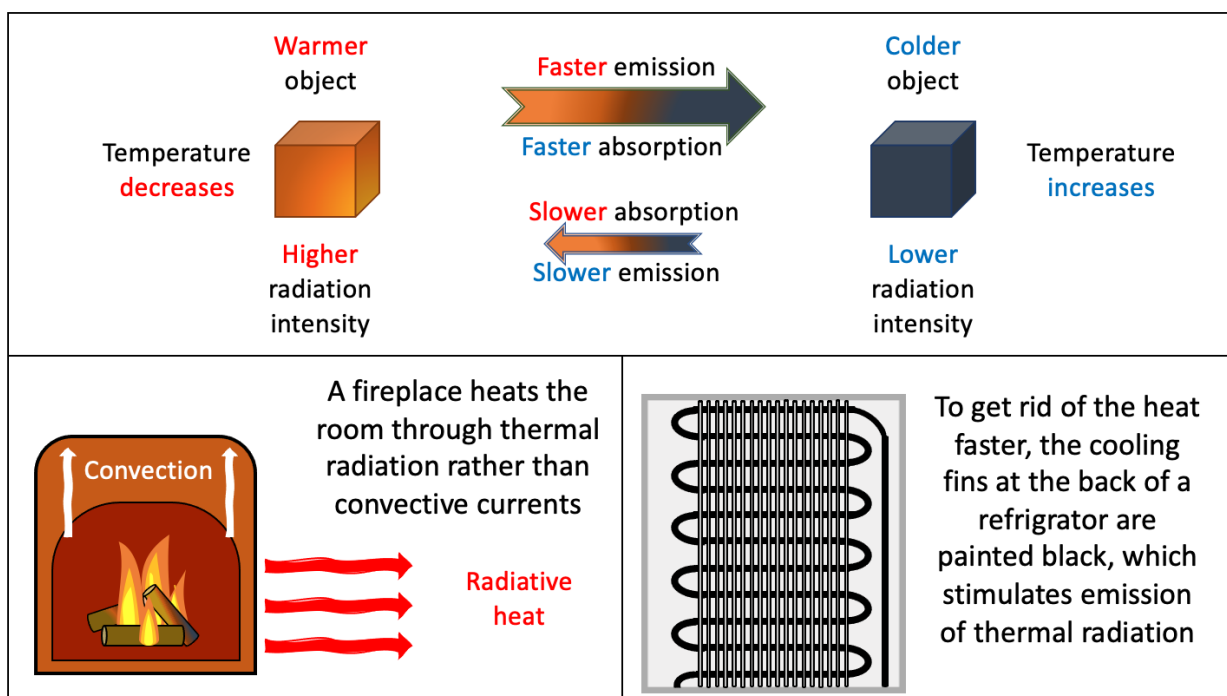 Warmer
object
Temperature
decreases
Higher
radiation
intensity
Faster emission
Faster absorption
Slower absorption
Slower emission
Colder
object
Temperature
increases
Lower
radiation
intensity
Convection
A fireplace heats the
room through thermal
radiation rather than
convective currents
Radiative
heat
To get rid of the heat
faster, the cooling
fins at the back of a
refrigrator are
painted black, which
stimulates emission
of thermal radiation